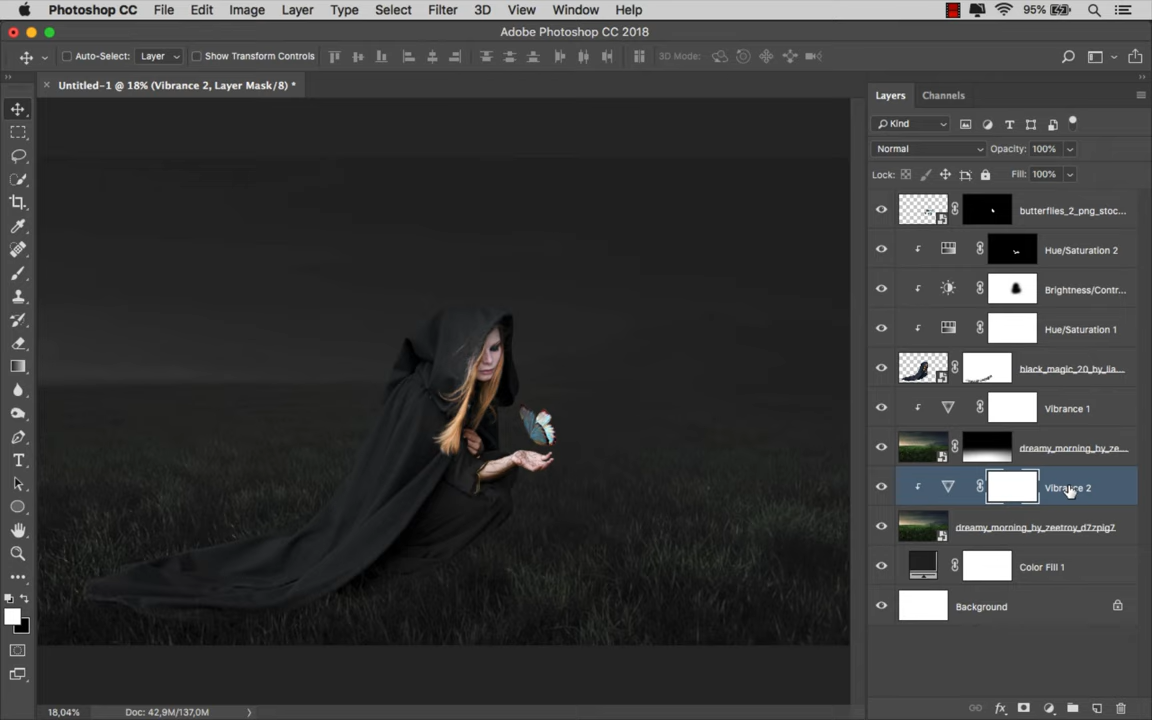 Photoshop CC File Edit Image Layer Type Select Filter 3D View Window Help 95%
Adobe Photoshop CC 2018
Auto-Select: Layer Show Transform Controls 3D Mode:
Untitled-1 @ 18% (Vibrance 2, Layer Mask/8) *
Layers Channels
Kind
Normal Opacity: 100%
Lock: Fill: 100%
butterflies_2_png_stoc...
Hue/Saturation 2
Brightness/Contr...
Hue/Saturation 1
black_magic_20_by_lia...
Vibrance 1
dreamy_morning_by_ze...
Vibrance 2
dreamy_morning_by_zeetroy_d7zpig7
Color Fill 1
Background
18,04% Doc: 42,9M/137,0M